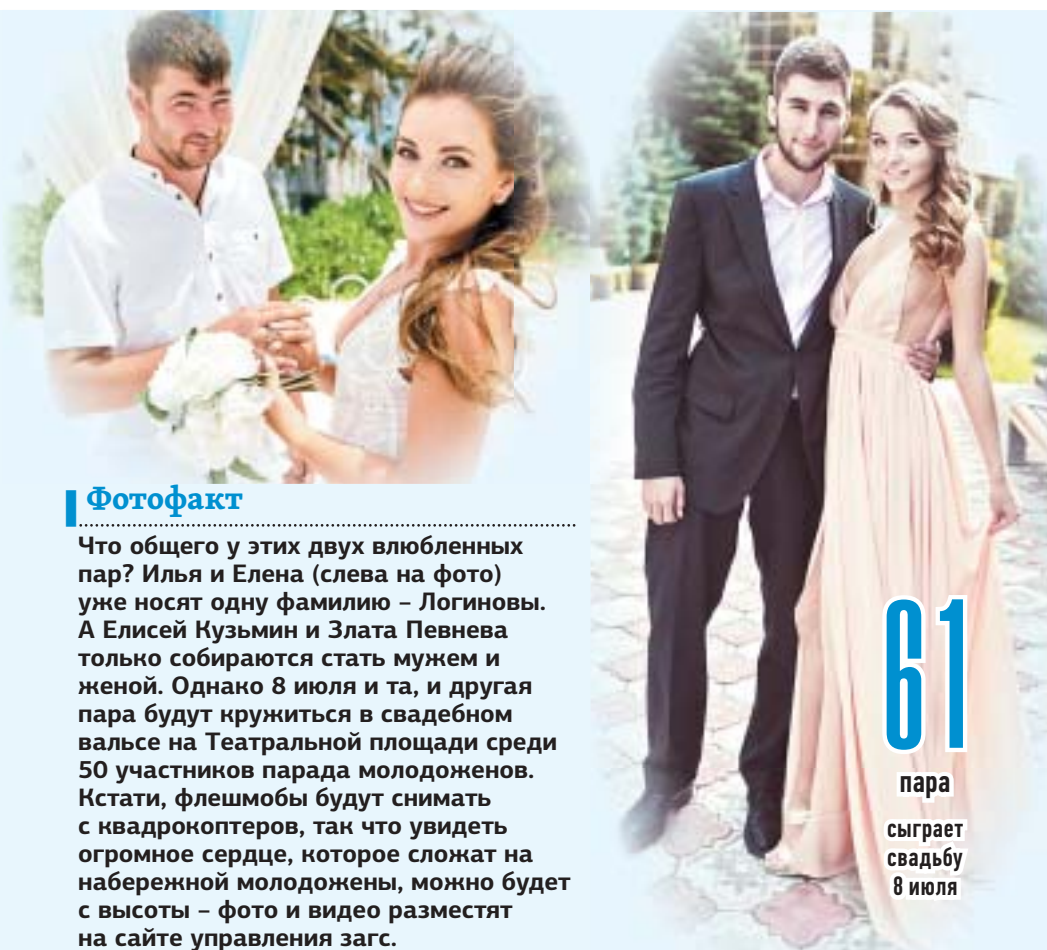 Фотофакт
Что общего у этих двух влюбленных
пар? Илья и Елена (слева на фото)
уже носят одну фамилию – Логиновы.
А Елисей Кузьмин и Злата Певнева
только собираются стать мужем и
женой. Однако 8 июля и та, и другая
пара будут кружиться в свадебном
вальсе на Театральной площади среди
50 участников парада молодоженов.
Кстати, флешмобы будут снимать
с квадрокоптеров, так что увидеть
огромное сердце, которое сложат на
набережной молодожены, можно будет
с высоты – фото и видео разместят
на сайте управления загс.
61
пара
сыграет
свадьбу
8 июля